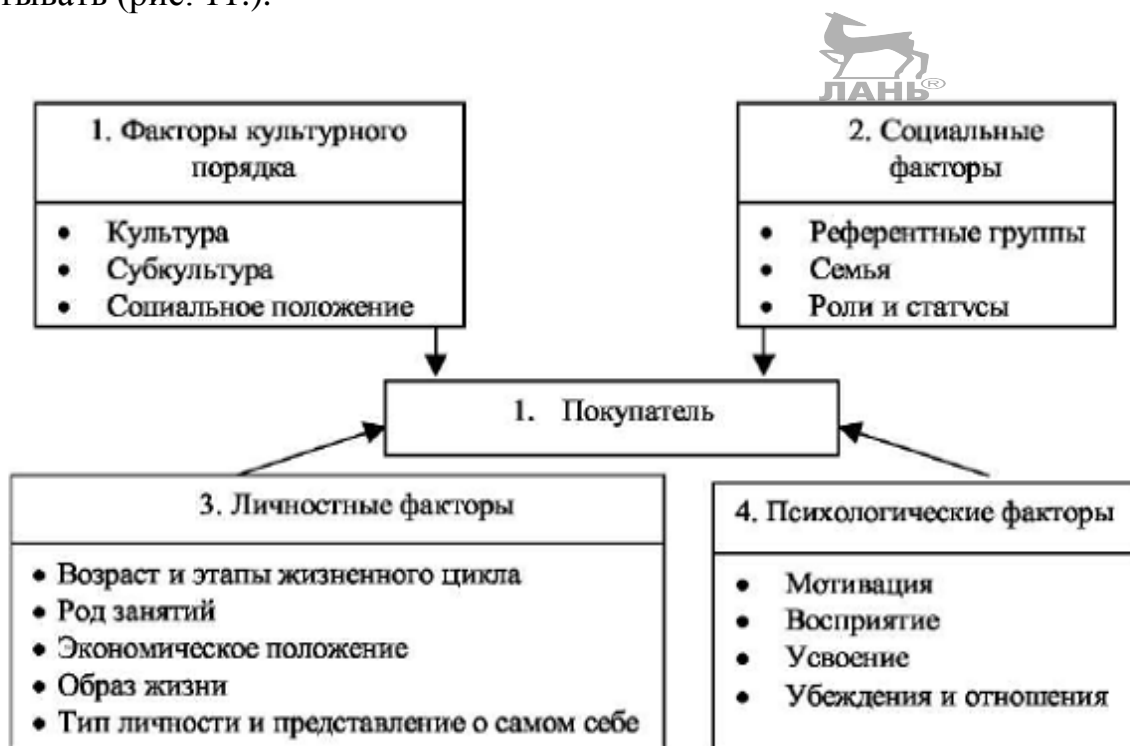 тывать (рис. 11.).
ЛАНЬ®
1. Факторы культурного
порядка
• Культура
• Субкультура
• Социальное положение
2. Социальные
факторы
• Референтные группы
• Семья
• Роли и статусы
1. Покупатель
3. Личностные факторы
• Возраст и этапы жизненного цикла
• Род занятий
• Экономическое положение
• Образ жизни
• Тип личности и представление о самом себе
4. Психологические факторы
• Мотивация
• Восприятие
• Усвоение
• Убеждения и отношения